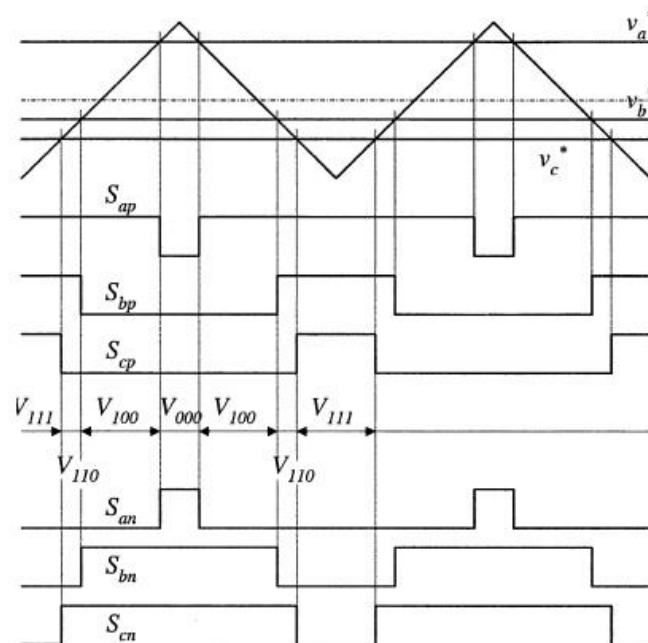 v_a*
v_b*
v_c*
S_ap
S_bp
S_cp
V_111 V_100 V_000 V_100 V_111
V_110 V_110
S_an
S_bn
S_cn